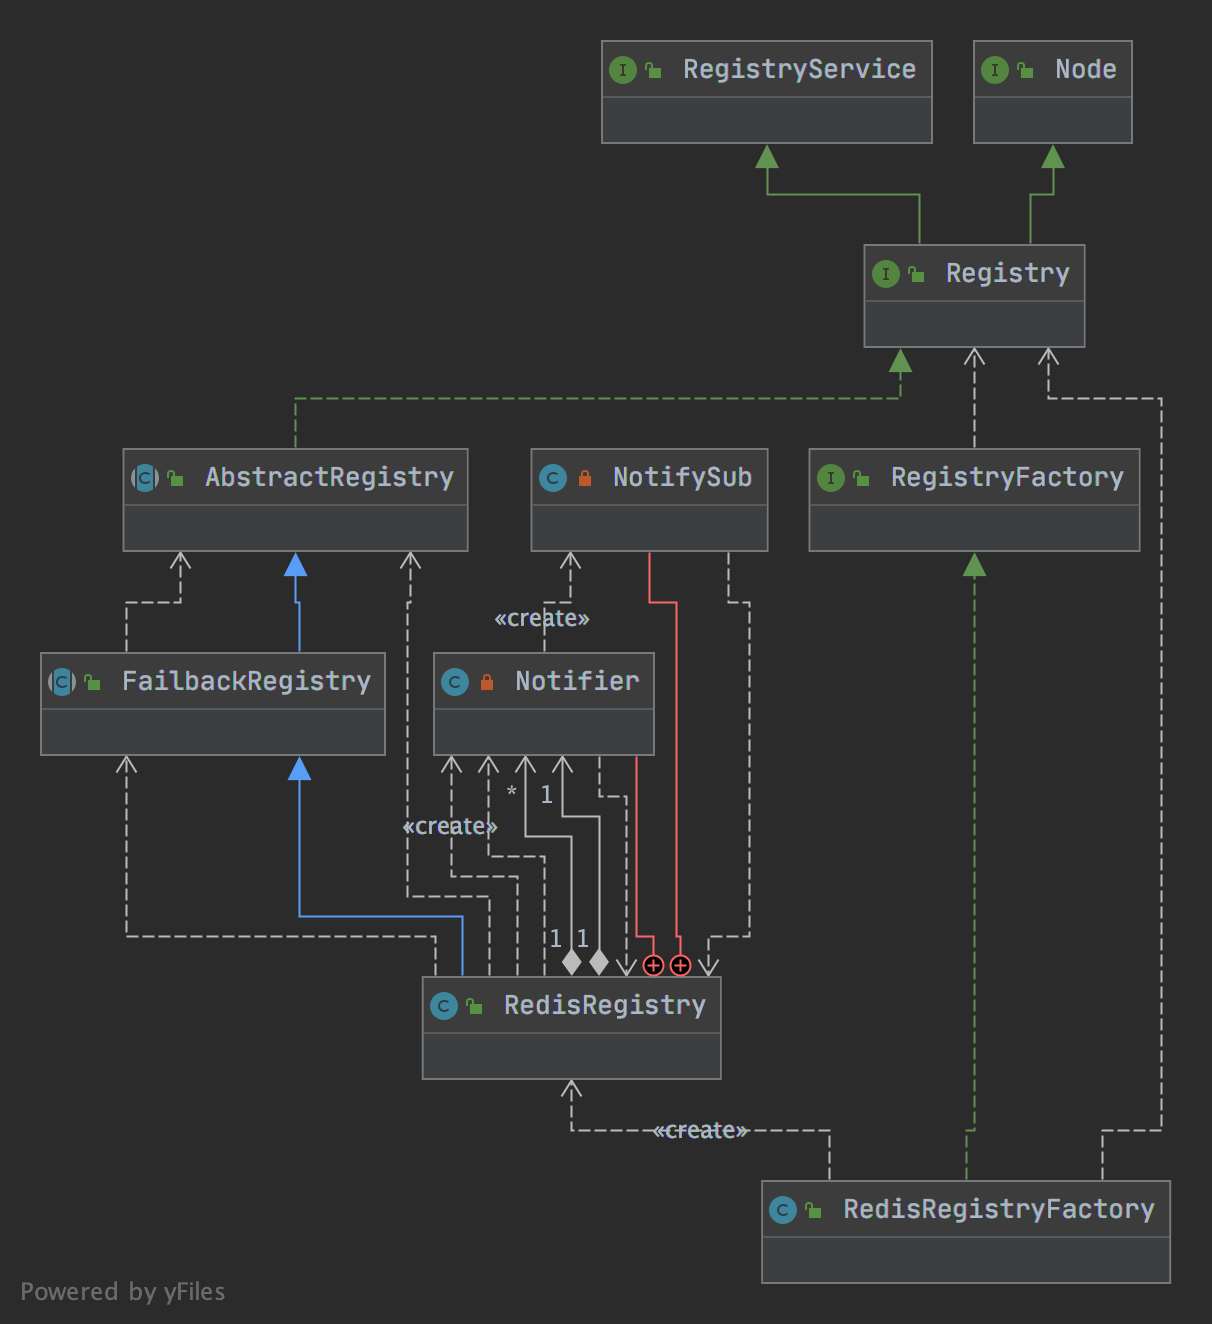 RegistryService
Node
Registry
AbstractRegistry
NotifySub
RegistryFactory
«create»
FailbackRegistry
Notifier
* 1
«create»
1 1
RedisRegistry
«create»
RedisRegistryFactory
Powered by yFiles